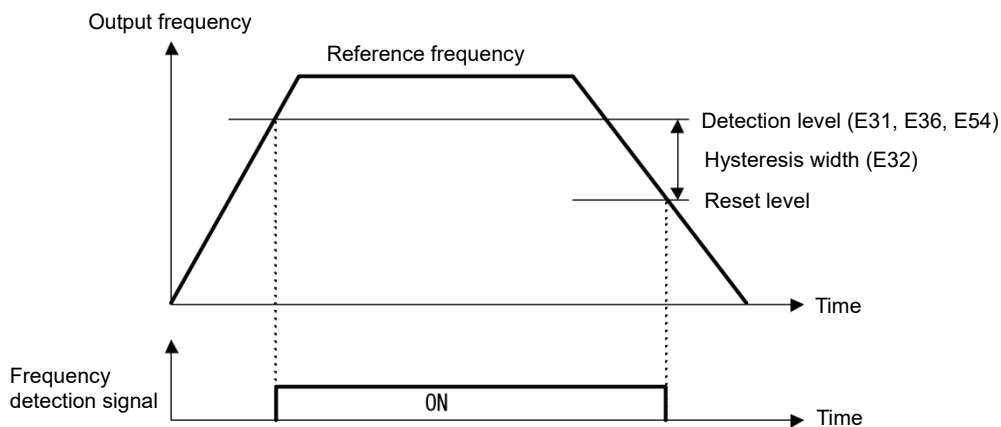 Output frequency
Reference frequency
Detection level (E31, E36, E54)
Hysteresis width (E32)
Reset level
Time
Frequency
detection signal
ON
Time